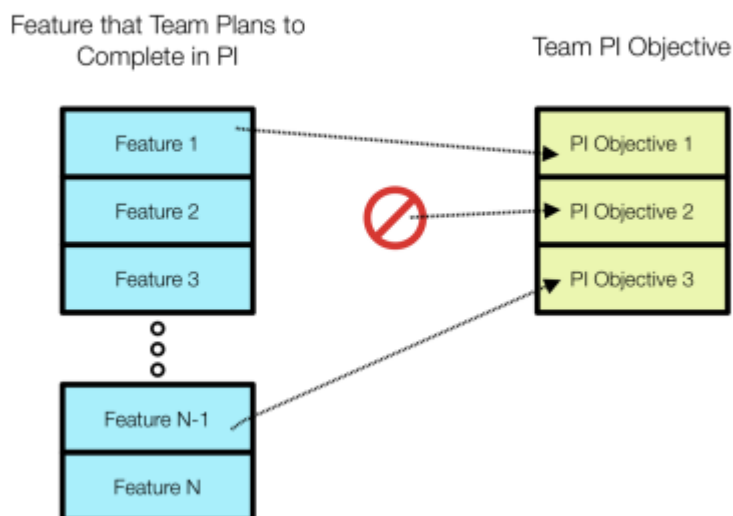 Feature that Team Plans to
Complete in PI
Team PI Objective
Feature 1
Feature 2
Feature 3
Feature N-1
Feature N
PI Objective 1
PI Objective 2
PI Objective 3